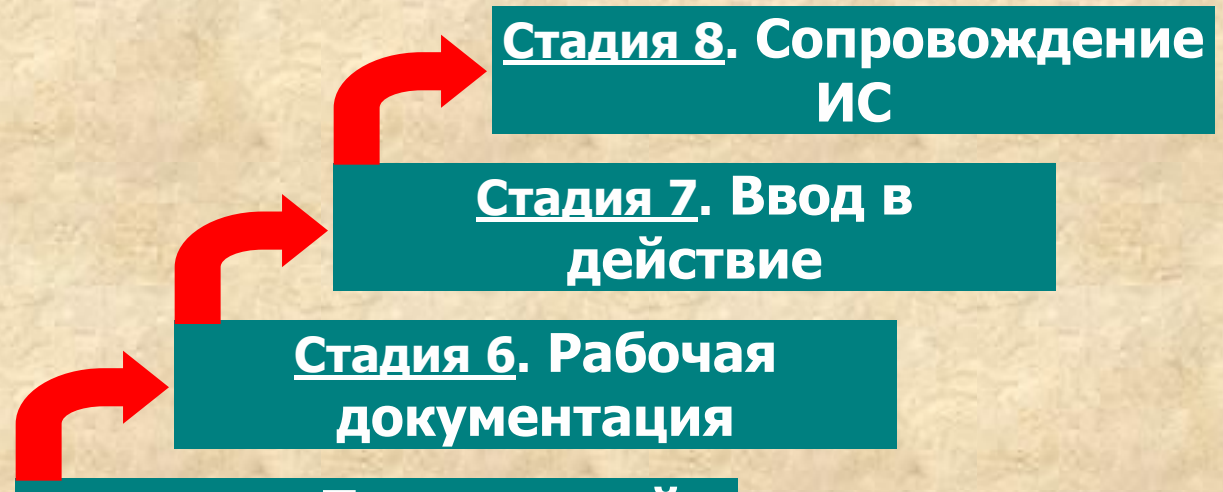 Стадия 8. Сопровождение
ИС
Стадия 7. Ввод в
действие
Стадия 6. Рабочая
документация